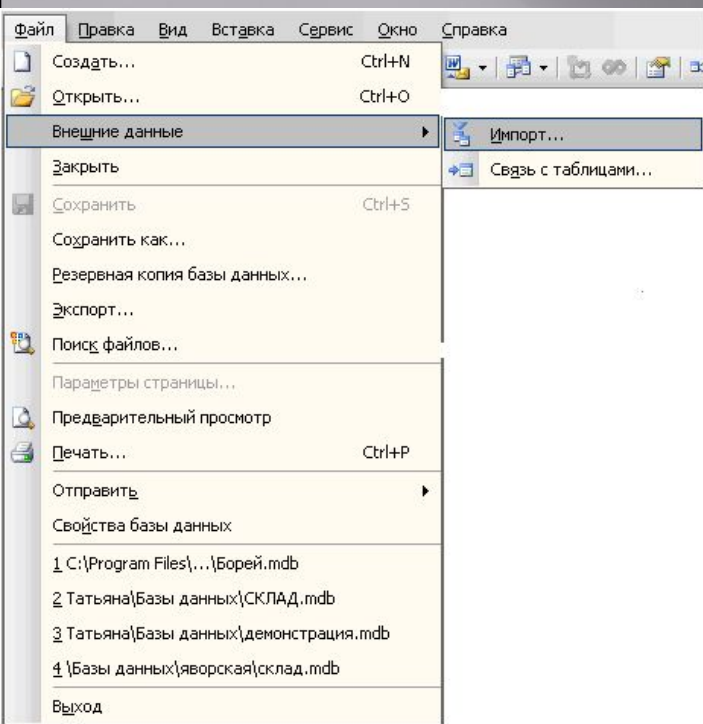 Файл Правка Вид Вставка Сервис Окно Справка
Создать... Ctrl+N
Открыть... Ctrl+O
Внешние данные
Импорт...
Связь с таблицами...
Закрыть
Сохранить Ctrl+S
Сохранить как...
Резервная копия базы данных...
Экспорт...
Поиск файлов...
Параметры страницы...
Предварительный просмотр
Печать... Ctrl+P
Отправить
Свойства базы данных
1 C:\Program Files\...\Борей.mdb
2 Татьяна\Базы данных\СКЛАД.mdb
3 Татьяна\Базы данных\демонстрация.mdb
4 \Базы данных\яворская\склад.mdb
Выход